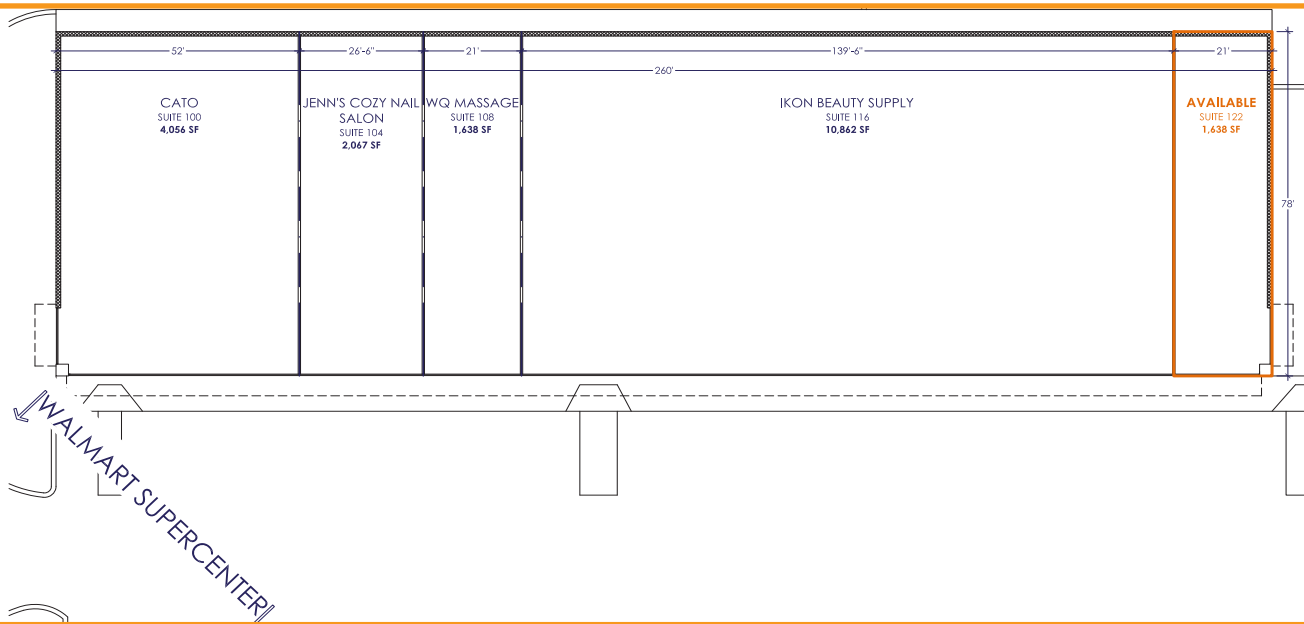 52'
26'-6"
21'
139'-6"
21'
260'
CATO
SUITE 100
4,056 SF
JENN'S COZY NAIL
SALON
SUITE 104
2,067 SF
WQ MASSAGE
SUITE 108
1,638 SF
IKON BEAUTY SUPPLY
SUITE 116
10,862 SF
AVAILABLE
SUITE 122
1,638 SF
78'
WALMART SUPERCENTER